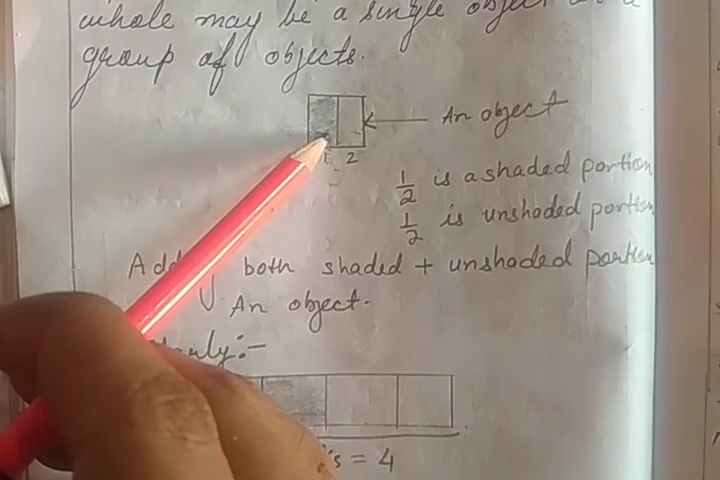 whole may be a single object or a
group of objects.
An object
1 2
1/2 is a shaded portion
1/2 is unshaded portion
Add both shaded + unshaded portion
An object.
= 4